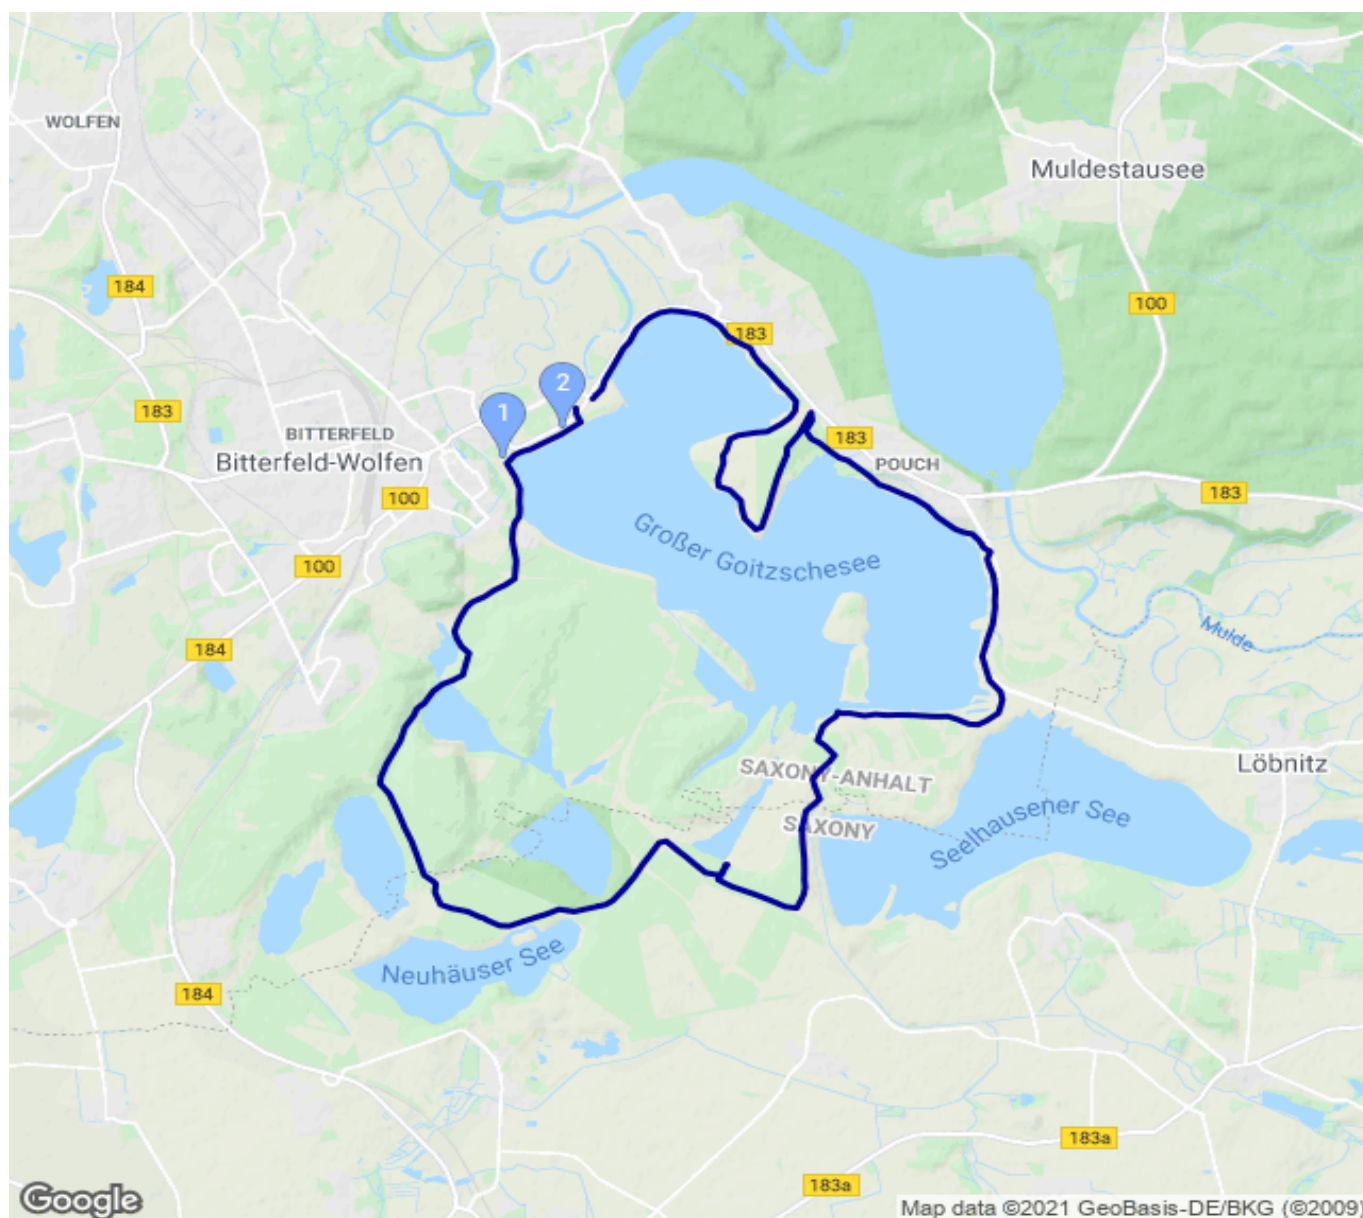 WOLFEN
Muldestausee
184
100
183
2
183
1
BITTERFELD
Bitterfeld-Wolfen
183
POUCH
100
183
Großer Goitzschesee
100
Mulde
184
Löbnitz
SAXONY-ANHALT
SAXONY
Seelhausener See
Neuhäuser See
184
183a
183a
Google
Map data ©2021 GeoBasis-DE/BKG (©2009)